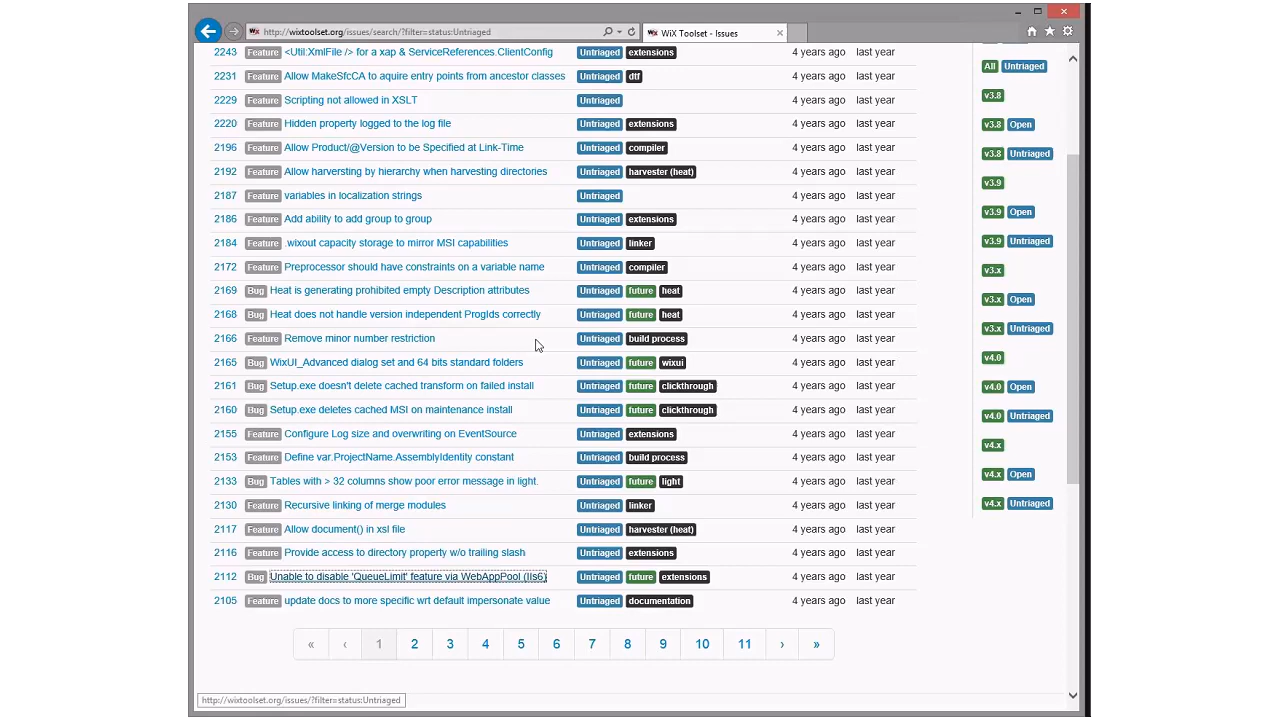 http://wixtoolset.org/issues/search/?filter=status:Untriaged
WiX Toolset - Issues
2243 Feature <Util:XmlFile /> for a xap & ServiceReferences.ClientConfig Untriaged extensions 4 years ago last year
2231 Feature Allow MakeSfcCA to aquire entry points from ancestor classes Untriaged dtf 4 years ago last year
2229 Feature Scripting not allowed in XSLT Untriaged 4 years ago last year
2220 Feature Hidden property logged to the log file Untriaged extensions 4 years ago last year
2196 Feature Allow Product/@Version to be Specified at Link-Time Untriaged compiler 4 years ago last year
2192 Feature Allow harversting by hierarchy when harvesting directories Untriaged harvester (heat) 4 years ago last year
2187 Feature variables in localization strings Untriaged 4 years ago last year
2186 Feature Add ability to add group to group Untriaged extensions 4 years ago last year
2184 Feature .wixout capacity storage to mirror MSI capabilities Untriaged linker 4 years ago last year
2172 Feature Preprocessor should have constraints on a variable name Untriaged compiler 4 years ago last year
2169 Bug Heat is generating prohibited empty Description attributes Untriaged future heat 4 years ago last year
2168 Bug Heat does not handle version independent ProgIds correctly Untriaged future heat 4 years ago last year
2166 Feature Remove minor number restriction Untriaged build process 4 years ago last year
2165 Bug WixUI_Advanced dialog set and 64 bits standard folders Untriaged future wixui 4 years ago last year
2161 Bug Setup.exe doesn't delete cached transform on failed install Untriaged future clickthrough 4 years ago last year
2160 Bug Setup.exe deletes cached MSI on maintenance install Untriaged future clickthrough 4 years ago last year
2155 Feature Configure Log size and overwriting on EventSource Untriaged extensions 4 years ago last year
2153 Feature Define var.ProjectName.AssemblyIdentity constant Untriaged build process 4 years ago last year
2133 Bug Tables with > 32 columns show poor error message in light. Untriaged future light 4 years ago last year
2130 Feature Recursive linking of merge modules Untriaged linker 4 years ago last year
2117 Feature Allow document() in xsl file Untriaged harvester (heat) 4 years ago last year
2116 Feature Provide access to directory property w/o trailing slash Untriaged extensions 4 years ago last year
2112 Bug Unable to disable 'QueueLimit' feature via WebAppPool (IIs6) Untriaged future extensions 4 years ago last year
2105 Feature update docs to more specific wrt default impersonate value Untriaged documentation 4 years ago last year
« ‹ 1 2 3 4 5 6 7 8 9 10 11 › »
All Untriaged
v3.8
v3.8 Open
v3.8 Untriaged
v3.9
v3.9 Open
v3.9 Untriaged
v3.x
v3.x Open
v3.x Untriaged
v4.0
v4.0 Open
v4.0 Untriaged
v4.x
v4.x Open
v4.x Untriaged
http://wixtoolset.org/issues/?filter=status:Untriaged